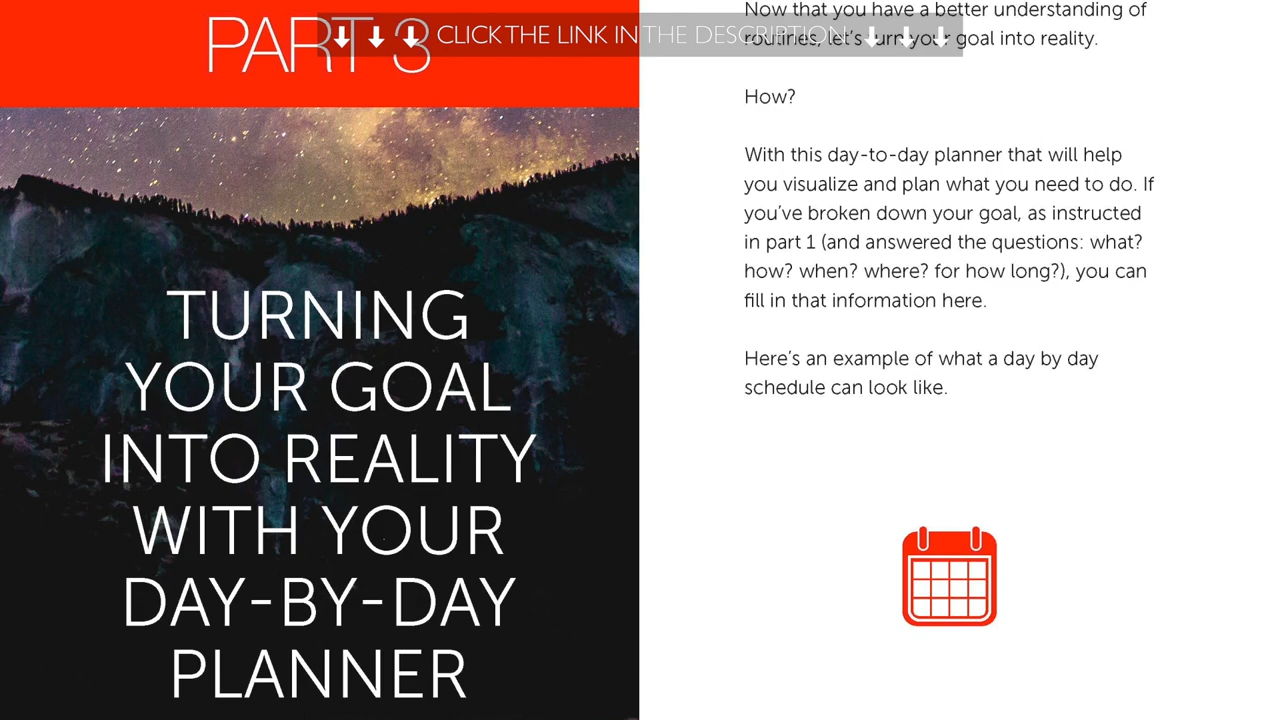 PART 3
CLICK THE LINK IN THE DESCRIPTION
TURNING
YOUR GOAL
INTO REALITY
WITH YOUR
DAY-BY-DAY
PLANNER
Now that you have a better understanding of
routines, let's turn your goal into reality.
How?
With this day-to-day planner that will help
you visualize and plan what you need to do. If
you've broken down your goal, as instructed
in part 1 (and answered the questions: what?
how? when? where? for how long?), you can
fill in that information here.
Here's an example of what a day by day
schedule can look like.